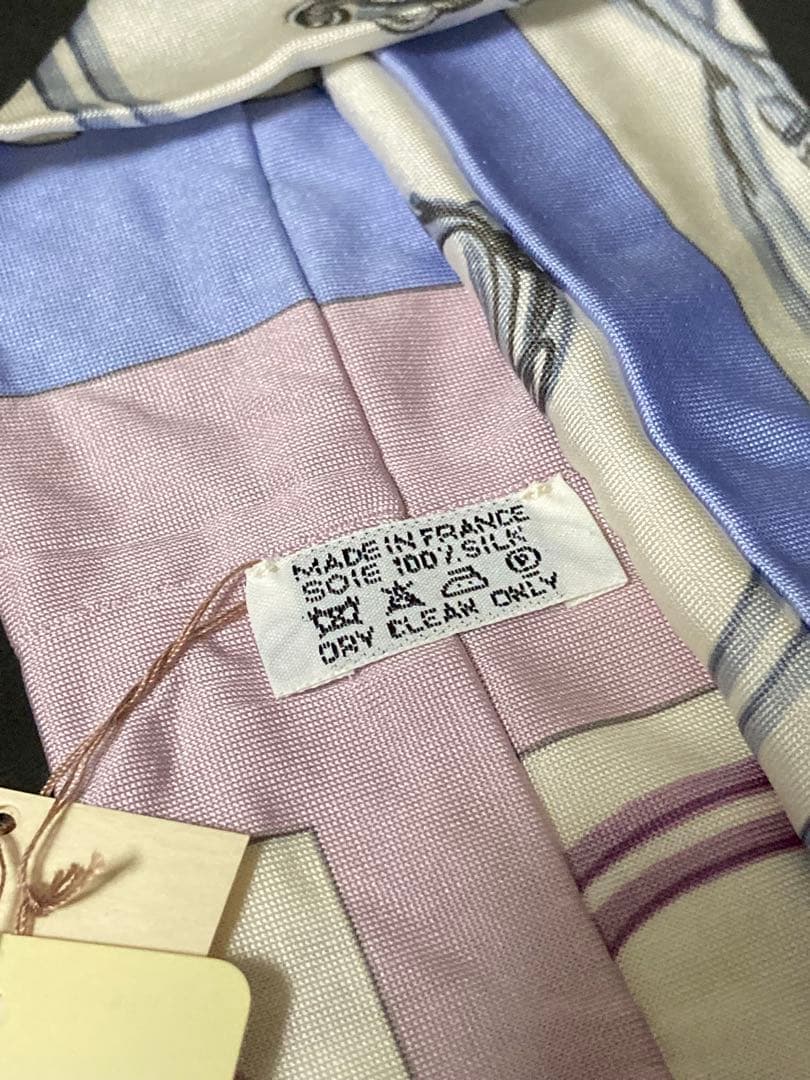 MADE IN FRANCE
SOIE 100% SILK
DRY CLEAN ONLY